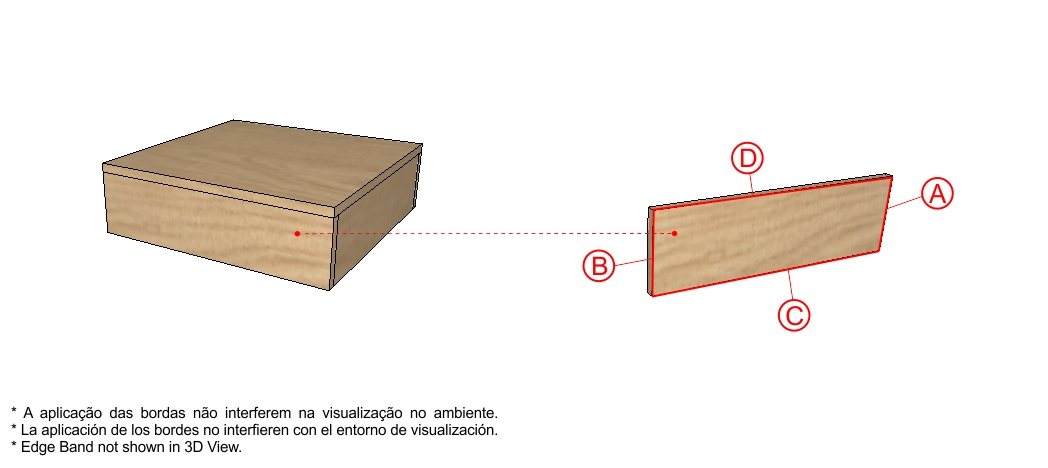 D
A
B
C
* A aplicação das bordas não interferem na visualização no ambiente.
* La aplicación de los bordes no interfieren con el entorno de visualización.
* Edge Band not shown in 3D View.